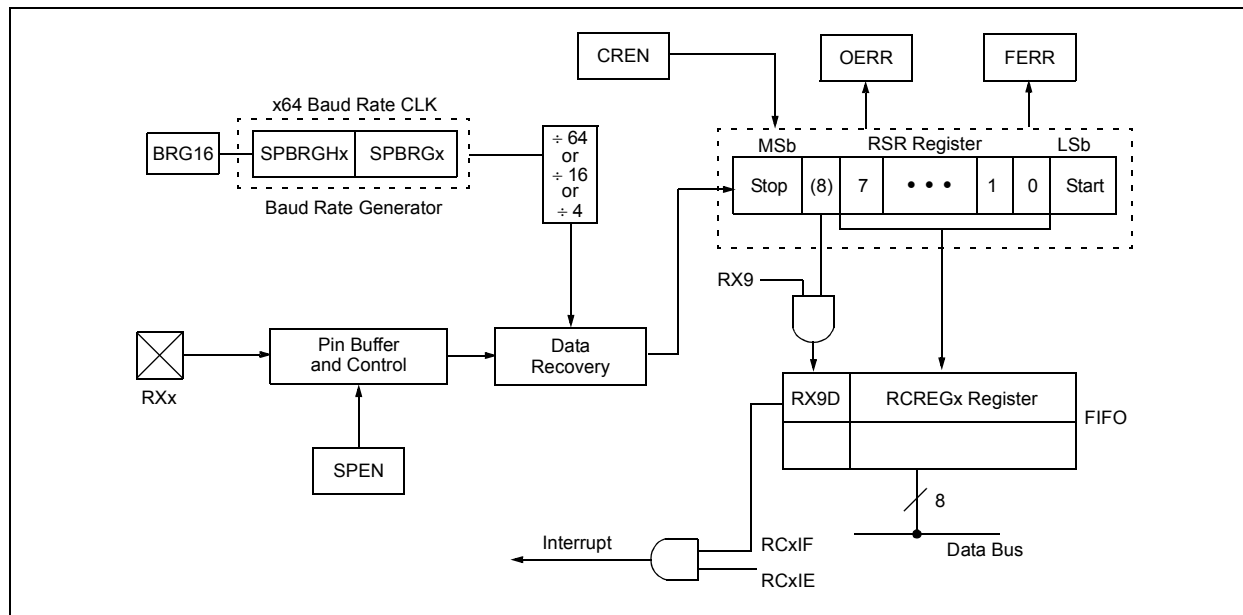 CREN
OERR
FERR
x64 Baud Rate CLK
BRG16
SPBRGHx
SPBRGx
Baud Rate Generator
÷ 64
or
÷ 16
or
÷ 4
MSb
RSR Register
LSb
Stop
(8)
7
• • •
1
0
Start
RX9
RXx
Pin Buffer
and Control
Data
Recovery
SPEN
RX9D
RCREGx Register
FIFO
8
Data Bus
Interrupt
RCxIF
RCxIE